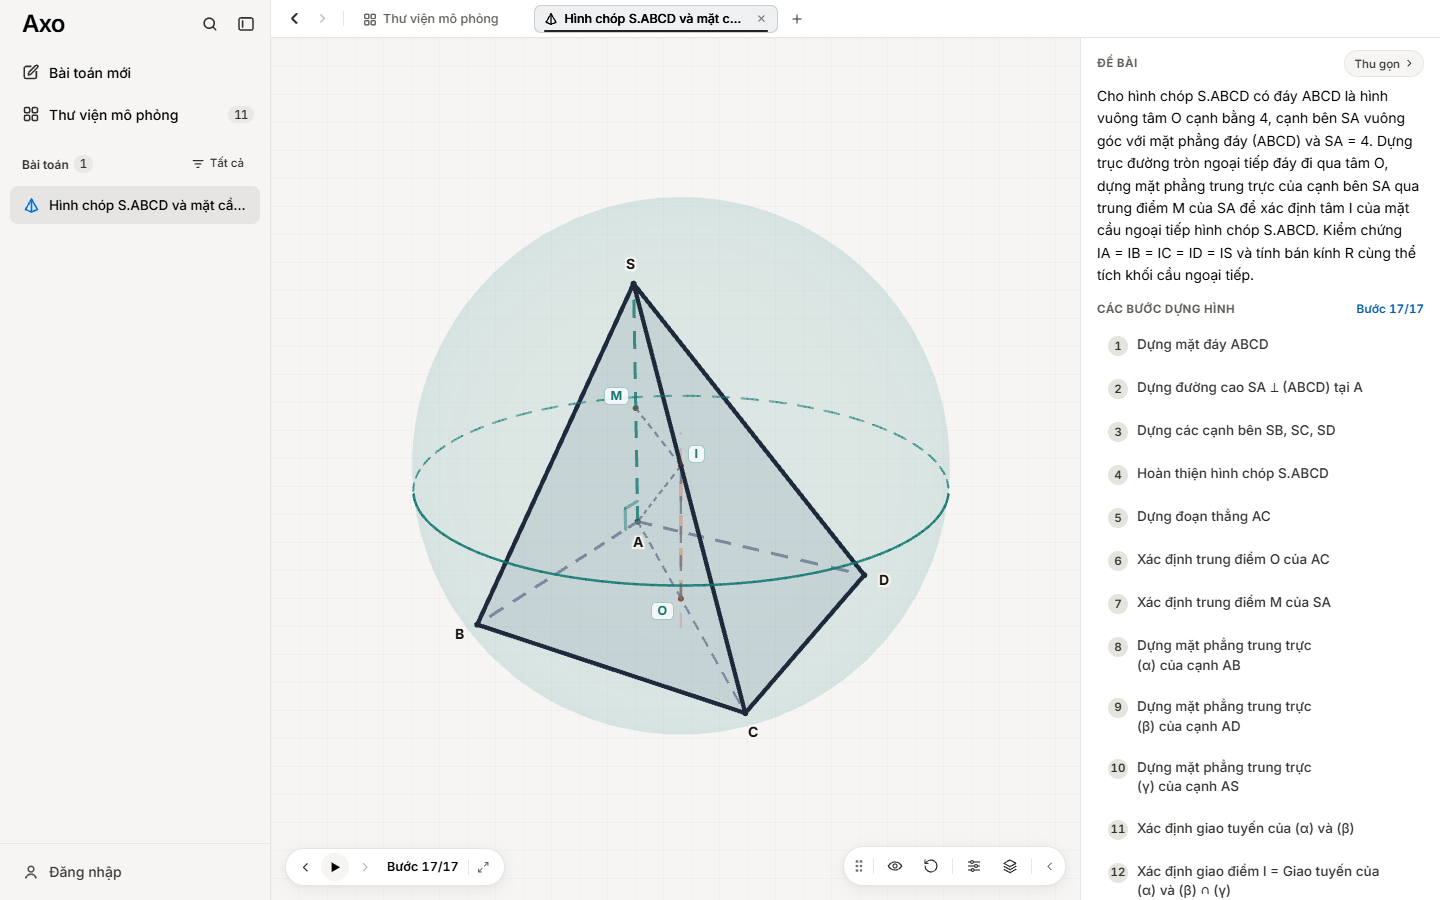 Axo
Bài toán mới
Thư viện mô phỏng 11
Bài toán 1 Tất cả
Hình chóp S.ABCD và mặt cầ...
Đăng nhập
Thư viện mô phỏng
Hình chóp S.ABCD và mặt c...
S
M
I
A
D
O
B
C
Bước 17/17
ĐỀ BÀI
Thu gọn
Cho hình chóp S.ABCD có đáy ABCD là hình
vuông tâm O cạnh bằng 4, cạnh bên SA vuông
góc với mặt phẳng đáy (ABCD) và SA = 4. Dựng
trục đường tròn ngoại tiếp đáy đi qua tâm O,
dựng mặt phẳng trung trực của cạnh bên SA qua
trung điểm M của SA để xác định tâm I của mặt
cầu ngoại tiếp hình chóp S.ABCD. Kiểm chứng
IA = IB = IC = ID = IS và tính bán kính R cùng thể
tích khối cầu ngoại tiếp.
CÁC BƯỚC DỰNG HÌNH Bước 17/17
1 Dựng mặt đáy ABCD
2 Dựng đường cao SA ⊥ (ABCD) tại A
3 Dựng các cạnh bên SB, SC, SD
4 Hoàn thiện hình chóp S.ABCD
5 Dựng đoạn thẳng AC
6 Xác định trung điểm O của AC
7 Xác định trung điểm M của SA
8 Dựng mặt phẳng trung trực
(α) của cạnh AB
9 Dựng mặt phẳng trung trực
(β) của cạnh AD
10 Dựng mặt phẳng trung trực
(γ) của cạnh AS
11 Xác định giao tuyến của (α) và (β)
12 Xác định giao điểm I = Giao tuyến của
(α) và (β) ∩ (γ)